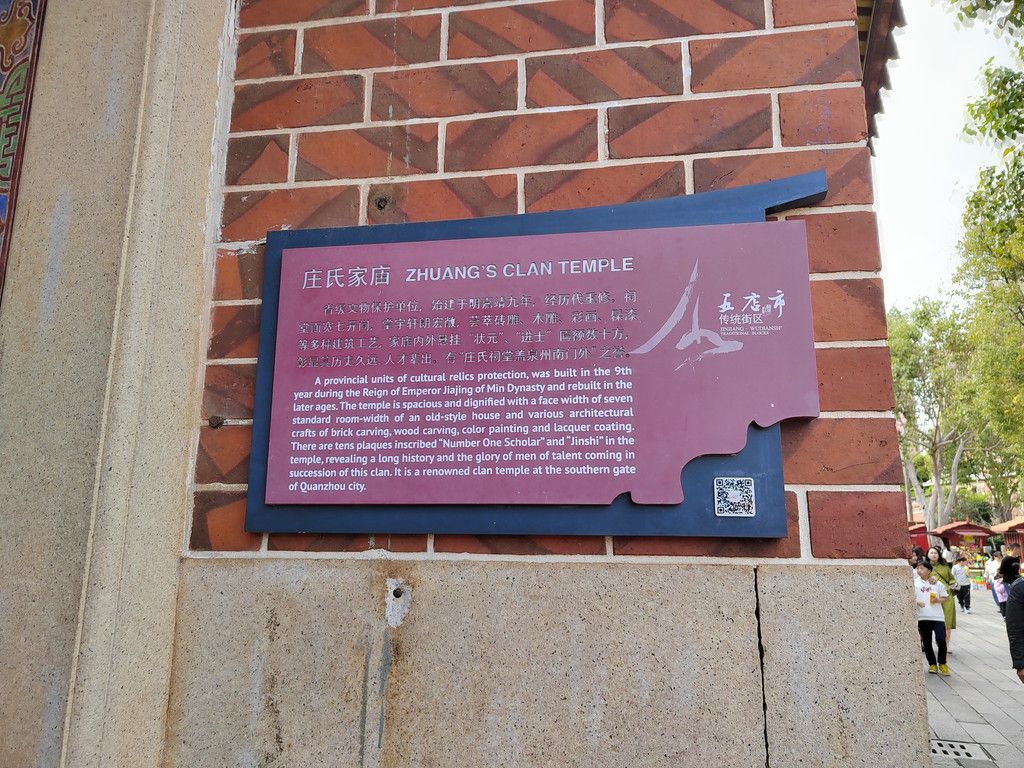 庄氏家庙 ZHUANG'S CLAN TEMPLE
省级文物保护单位,始建于明嘉靖九年,经历代重修。祠
堂面宽七开间,堂宇轩朗宏敞,荟萃砖雕、木雕、彩画、髹漆
等多种建筑工艺。家庙内外悬挂“状元”、“进士”匾额数十方,
彰显其历史久远 人才辈出,有“庄氏祠堂盖泉州南门外”之誉。
A provincial units of cultural relics protection, was built in the 9th
year during the Reign of Emperor Jiajing of Min Dynasty and rebuilt in the
later ages. The temple is spacious and dignified with a face width of seven
standard room-width of an old-style house and various architectural
crafts of brick carving, wood carving, color painting and lacquer coating.
There are tens plaques inscribed "Number One Scholar" and "Jinshi" in the
temple, revealing a long history and the glory of men of talent coming in
succession of this clan. It is a renowned clan temple at the southern gate
of Quanzhou city.
五店市
传统街区
JINJIANG · WUDIANSHI
TRADITIONAL BLOCKS